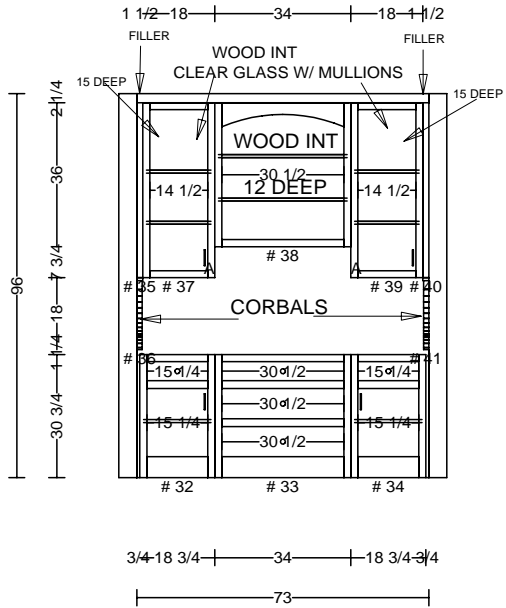 1 1/2 18 34 18 1 1/2
FILLER FILLER
WOOD INT
CLEAR GLASS W/ MULLIONS
15 DEEP 15 DEEP
2 1/4
WOOD INT
36
30 1/2
14 1/2 12 DEEP 14 1/2
# 38
7 3/4
A A
# 35 # 37 # 39 # 40
96
18
CORBALS
# 36 # 41
1 1/4
15 1/4 30 1/2 15 1/4
30 1/2
15 1/4 15 1/4
30 3/4
30 1/2
# 32 # 33 # 34
3/4 18 3/4 34 18 3/4 3/4
73